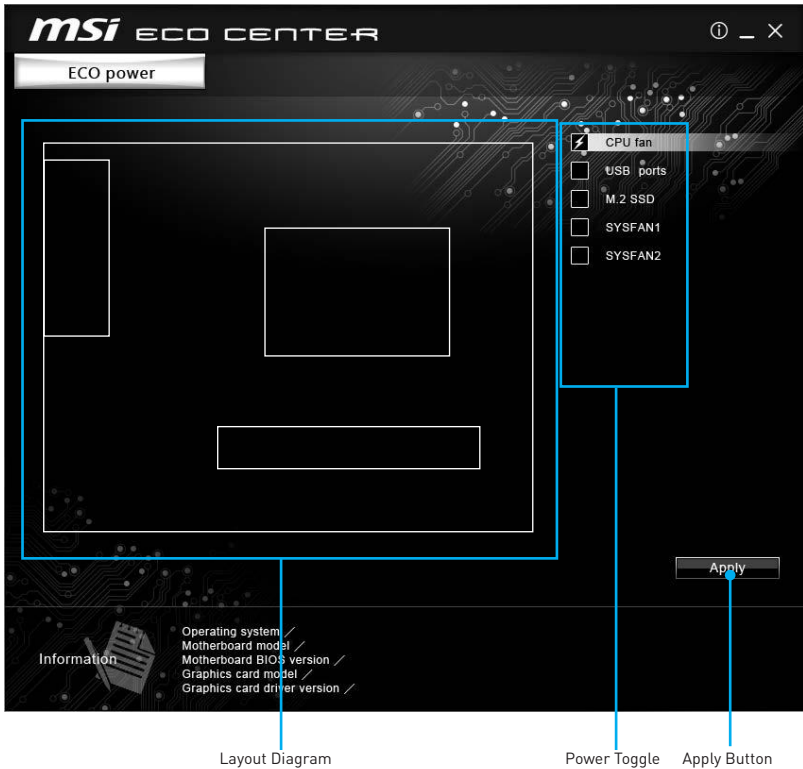 msi ECO CENTER
ECO power
CPU fan
USB ports
M.2 SSD
SYSFAN1
SYSFAN2
Apply
Information
Operating system /
Motherboard model /
Motherboard BIOS version /
Graphics card model /
Graphics card driver version /
Layout Diagram
Power Toggle
Apply Button